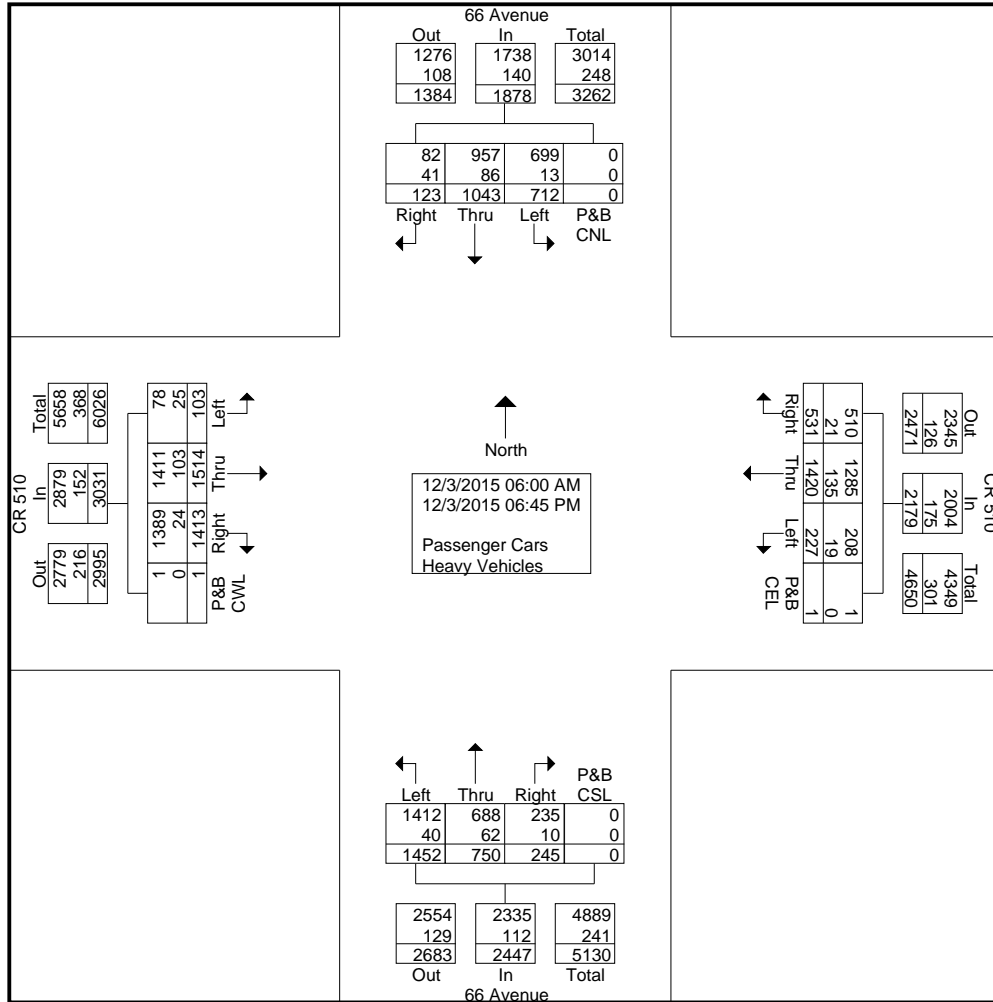 66 Avenue
Out In Total
1276 1738 3014
108 140 248
1384 1878 3262
82 957 699 0
41 86 13 0
123 1043 712 0
Right Thru Left P&B
CNL
CR 510
Total In Out
5658 2879 2779
368 152 216
6026 3031 2995
78 1411 1389 1
25 103 24 0
103 1514 1413 1
Left Thru Right P&B
CWL
North
12/3/2015 06:00 AM
12/3/2015 06:45 PM
Passenger Cars
Heavy Vehicles
CR 510
Out In Total
2345 2004 4349
126 175 301
2471 2179 4650
510 1285 208 1
21 135 19 0
531 1420 227 1
Right Thru Left P&B
CEL
P&B
Left Thru Right CSL
1412 688 235 0
40 62 10 0
1452 750 245 0
2554 2335 4889
129 112 241
2683 2447 5130
Out In Total
66 Avenue